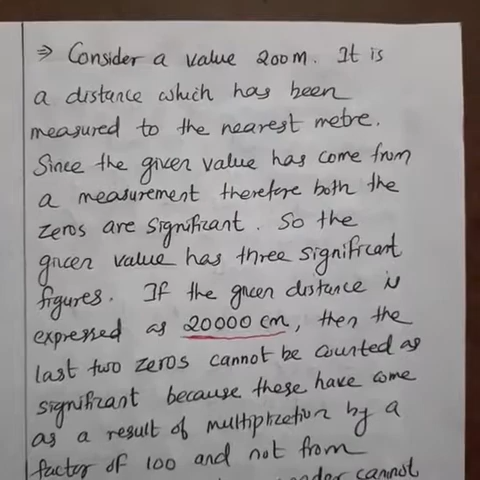 ⇒ Consider a value 200m. It is
a distance which has been
measured to the nearest metre.
Since the given value has come from
a measurement therefore both the
zeros are significant. So the
given value has three significant
figures. If the given distance is
expressed as 20000 cm, then the
last two zeros cannot be counted as
significant because these have come
as a result of multiplication by a
factor of 100 and not from
cannot